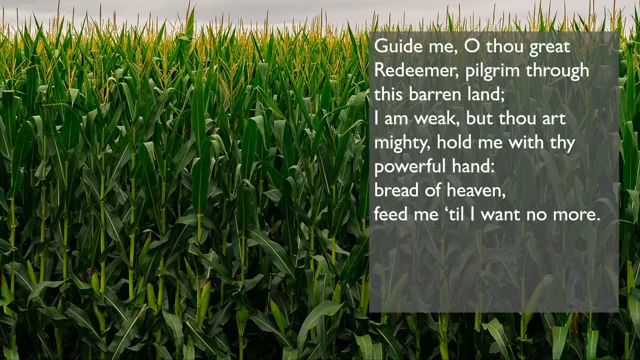 Guide me, O thou great
Redeemer, pilgrim through
this barren land;
I am weak, but thou art
mighty, hold me with thy
powerful hand:
bread of heaven,
feed me ‘til I want no more.